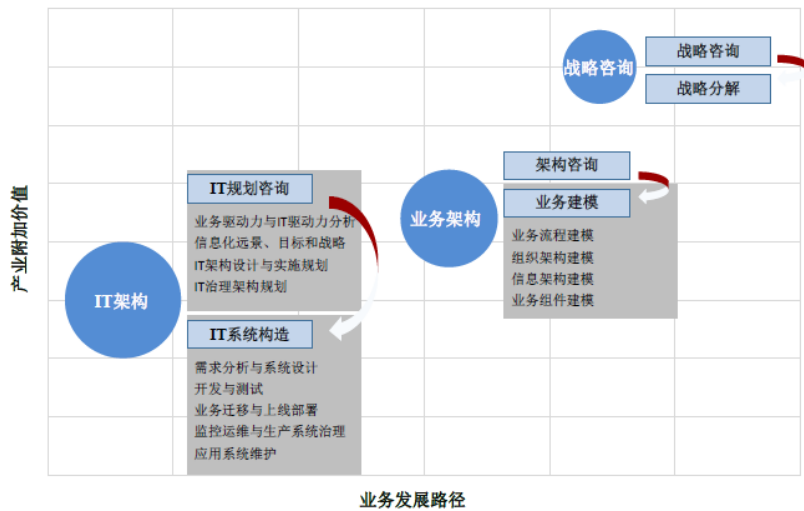 战略咨询
战略咨询
战略分解
架构咨询
业务架构
业务建模
业务流程建模
组织架构建模
信息架构建模
业务组件建模
IT规划咨询
业务驱动力与IT驱动力分析
信息化远景、目标和战略
IT架构设计与实施规划
IT治理架构规划
IT架构
IT系统构造
需求分析与系统设计
开发与测试
业务迁移与上线部署
监控运维与生产系统治理
应用系统维护
产业附加价值
业务发展路径